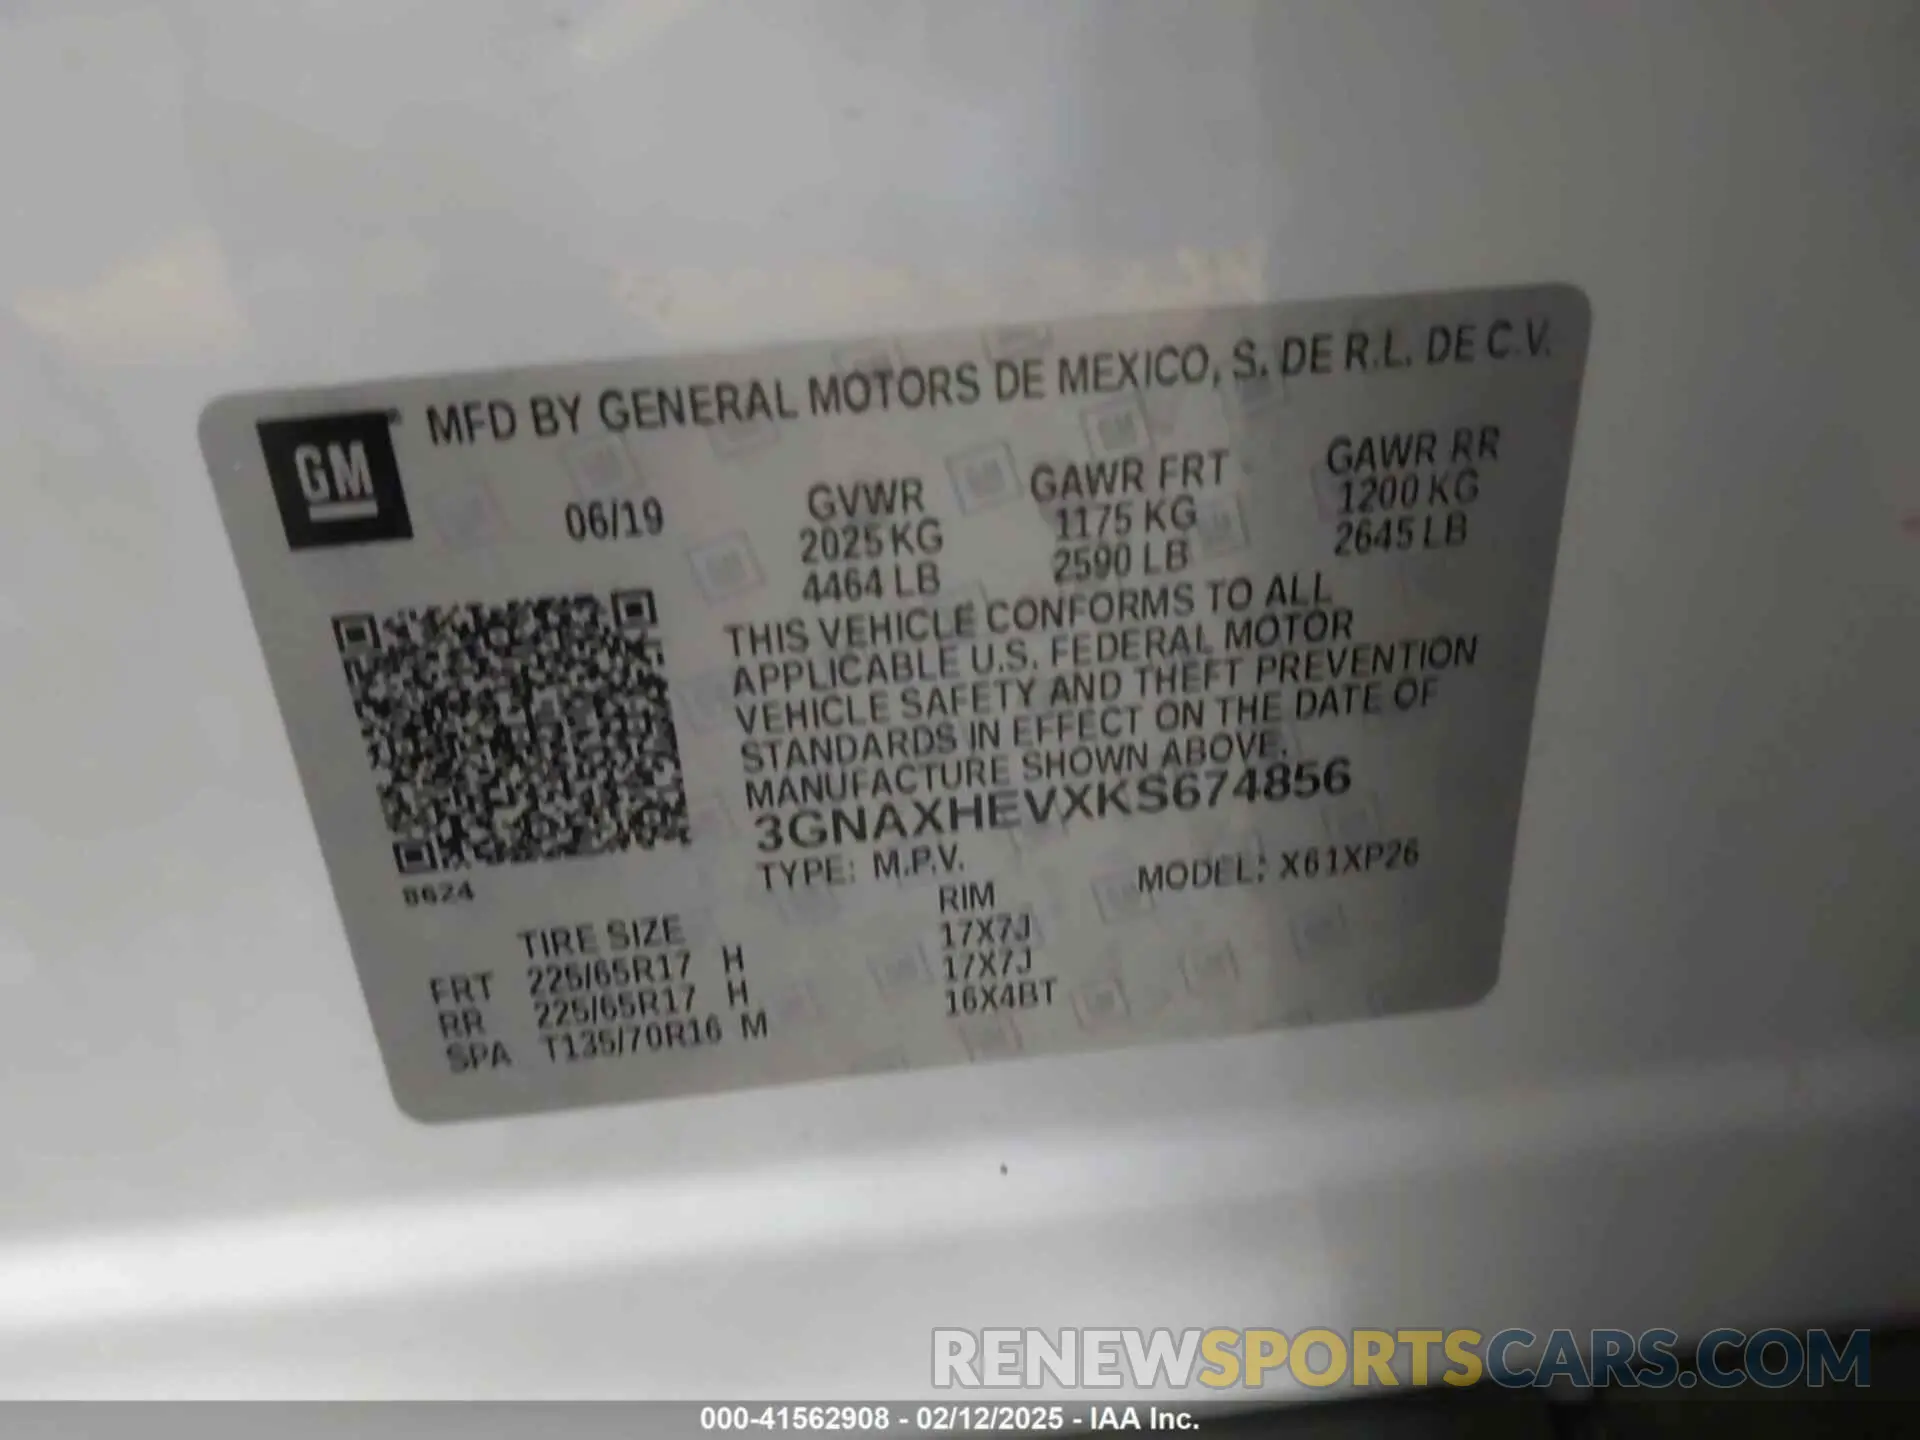 MFD BY GENERAL MOTORS DE MEXICO, S. DE R.L. DE C.V.
GM
06/19
GVWR
2025 KG
4464 LB
GAWR FRT
1175 KG
2590 LB
GAWR RR
1200 KG
2645 LB
THIS VEHICLE CONFORMS TO ALL
APPLICABLE U.S. FEDERAL MOTOR
VEHICLE SAFETY AND THEFT PREVENTION
STANDARDS IN EFFECT ON THE DATE OF
MANUFACTURE SHOWN ABOVE.
3GNAXHEVXKS674856
TYPE: M.P.V. MODEL: X61XP26
8624
TIRE SIZE RIM
FRT 225/65R17 H 17X7J
RR 225/65R17 H 17X7J
SPA T135/70R16 M 16X4BT
RENEWSPORTSCARS.COM
000-41562908 - 02/12/2025 - IAA Inc.